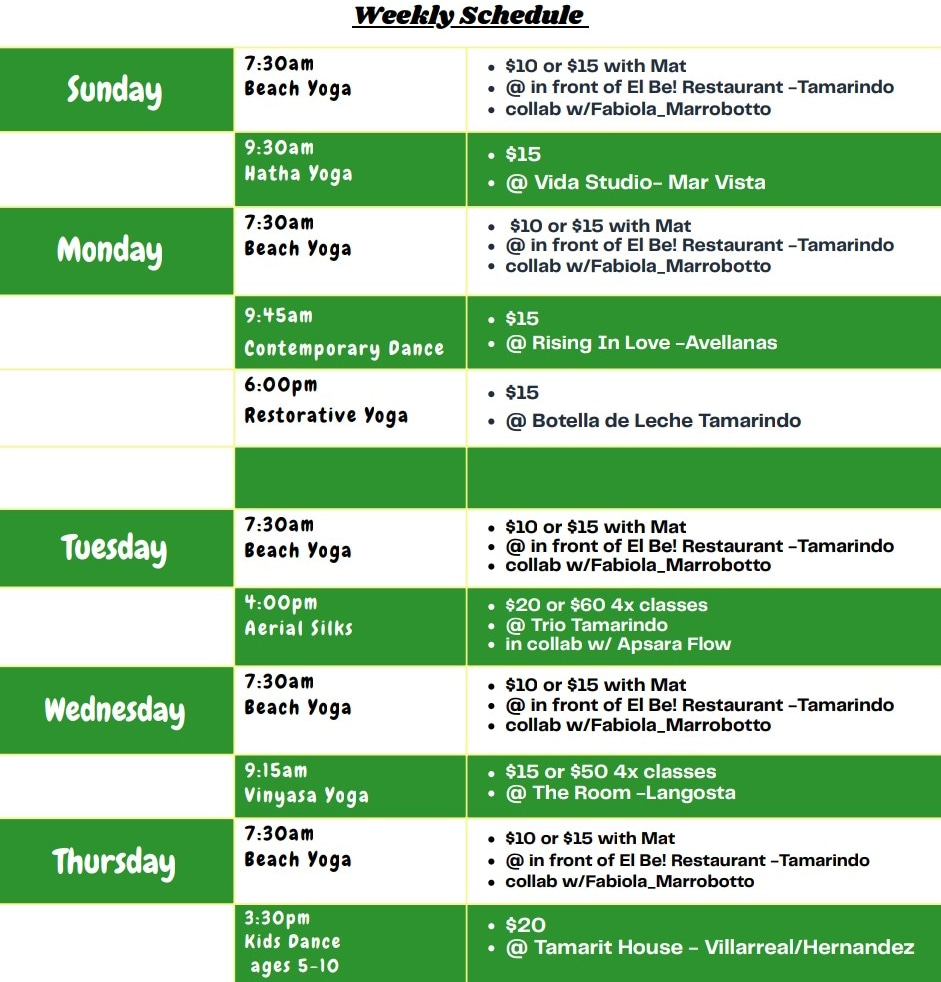 Weekly Schedule
Sunday
7:30am
Beach Yoga
• $10 or $15 with Mat
• @ in front of El Be! Restaurant -Tamarindo
• collab w/Fabiola_Marrobotto
9:30am
Hatha Yoga
• $15
• @ Vida Studio- Mar Vista
Monday
7:30am
Beach Yoga
• $10 or $15 with Mat
• @ in front of El Be! Restaurant -Tamarindo
• collab w/Fabiola_Marrobotto
9:45am
Contemporary Dance
• $15
• @ Rising In Love -Avellanas
6:00pm
Restorative Yoga
• $15
• @ Botella de Leche Tamarindo
Tuesday
7:30am
Beach Yoga
• $10 or $15 with Mat
• @ in front of El Be! Restaurant -Tamarindo
• collab w/Fabiola_Marrobotto
4:00pm
Aerial Silks
• $20 or $60 4x classes
• @ Trio Tamarindo
• in collab w/ Apsara Flow
Wednesday
7:30am
Beach Yoga
• $10 or $15 with Mat
• @ in front of El Be! Restaurant -Tamarindo
• collab w/Fabiola_Marrobotto
9:15am
Vinyasa Yoga
• $15 or $50 4x classes
• @ The Room -Langosta
Thursday
7:30am
Beach Yoga
• $10 or $15 with Mat
• @ in front of El Be! Restaurant -Tamarindo
• collab w/Fabiola_Marrobotto
3:30pm
Kids Dance
ages 5-10
• $20
• @ Tamarit House - Villarreal/Hernandez